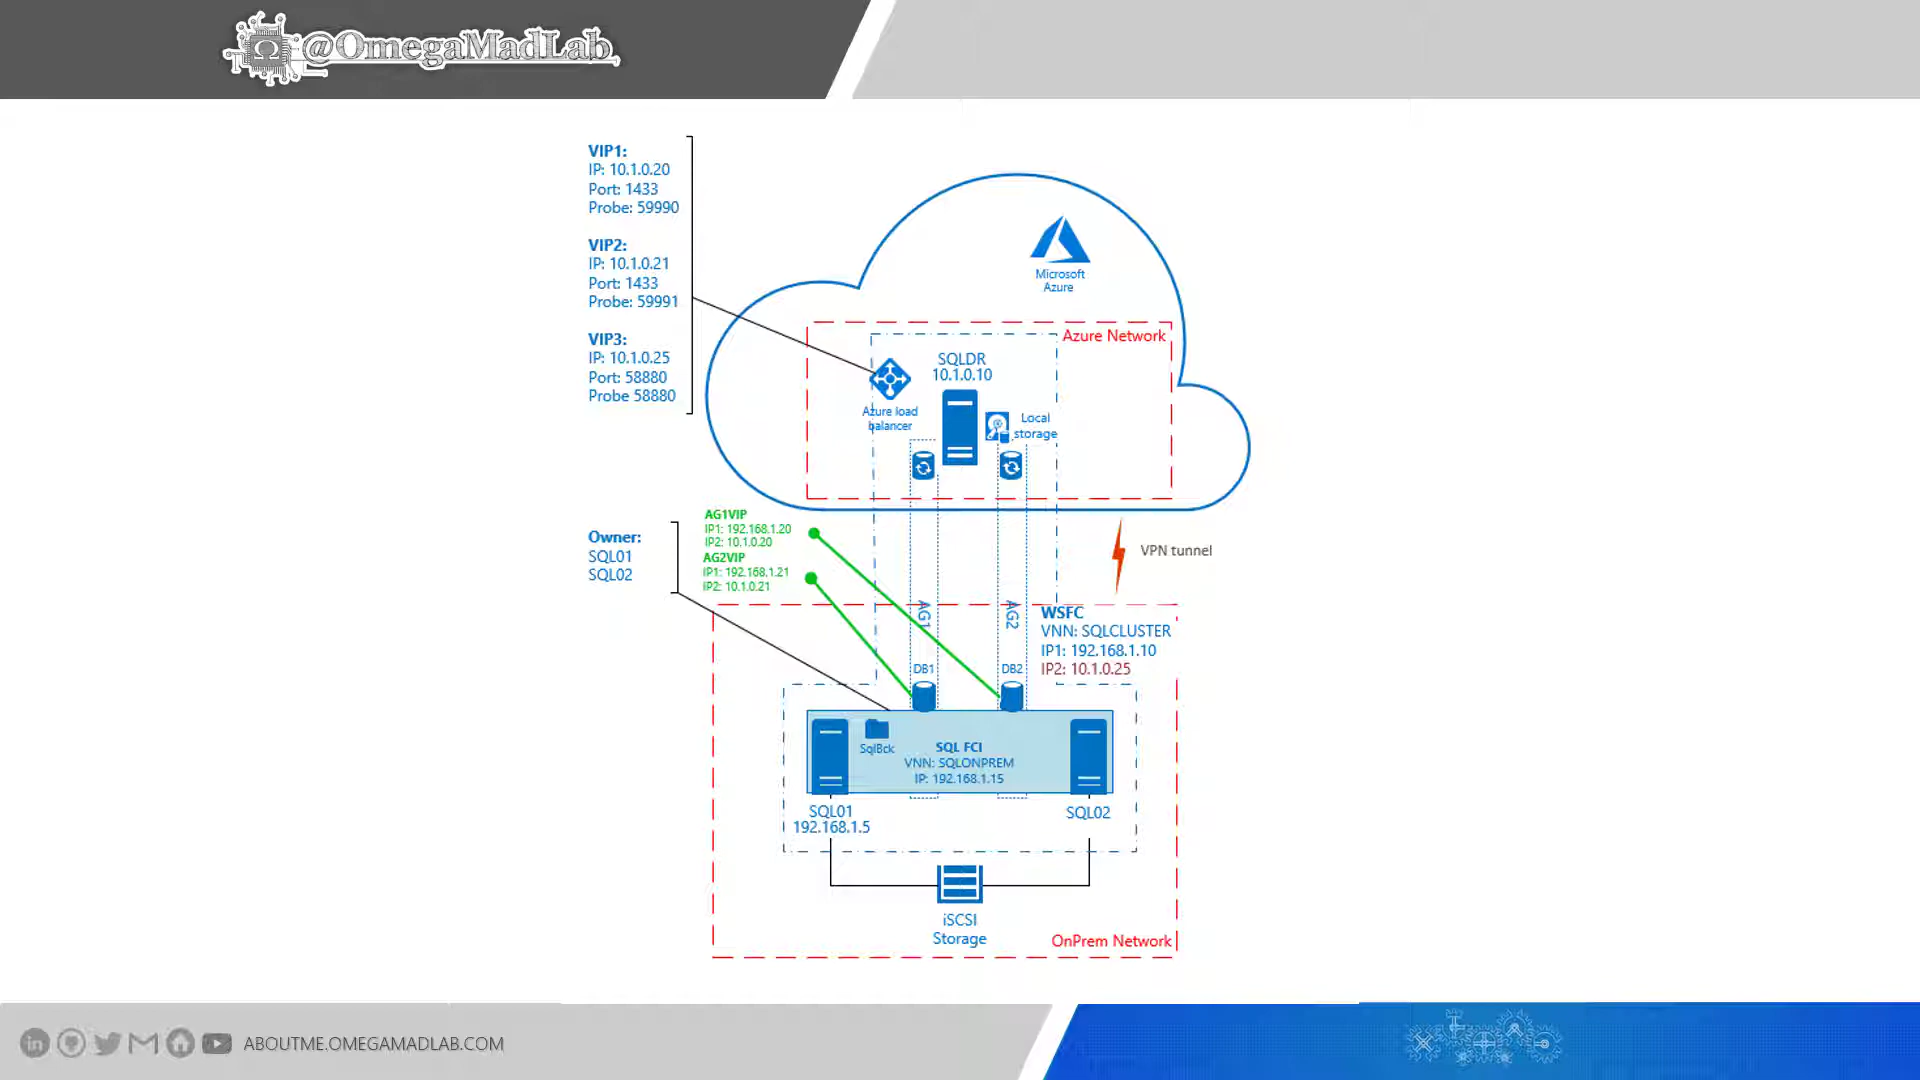 @OmegaMadLab
VIP1:
IP: 10.1.0.20
Port: 1433
Probe: 59990
VIP2:
IP: 10.1.0.21
Port: 1433
Probe: 59991
VIP3:
IP: 10.1.0.25
Port: 58880
Probe 58880
Microsoft
Azure
Azure Network
SQLDR
10.1.0.10
Azure load
balancer
Local
storage
AG1VIP
IP1: 192.168.1.20
IP2: 10.1.0.20
AG2VIP
IP1: 192.168.1.21
IP2: 10.1.0.21
Owner:
SQL01
SQL02
VPN tunnel
AG1
AG2
WSFC
VNN: SQLCLUSTER
IP1: 192.168.1.10
IP2: 10.1.0.25
DB1
DB2
SqlBck
SQL FCI
VNN: SQLONPREM
IP: 192.168.1.15
SQL01
192.168.1.5
SQL02
iSCSI
Storage
OnPrem Network
ABOUTME.OMEGAMADLAB.COM